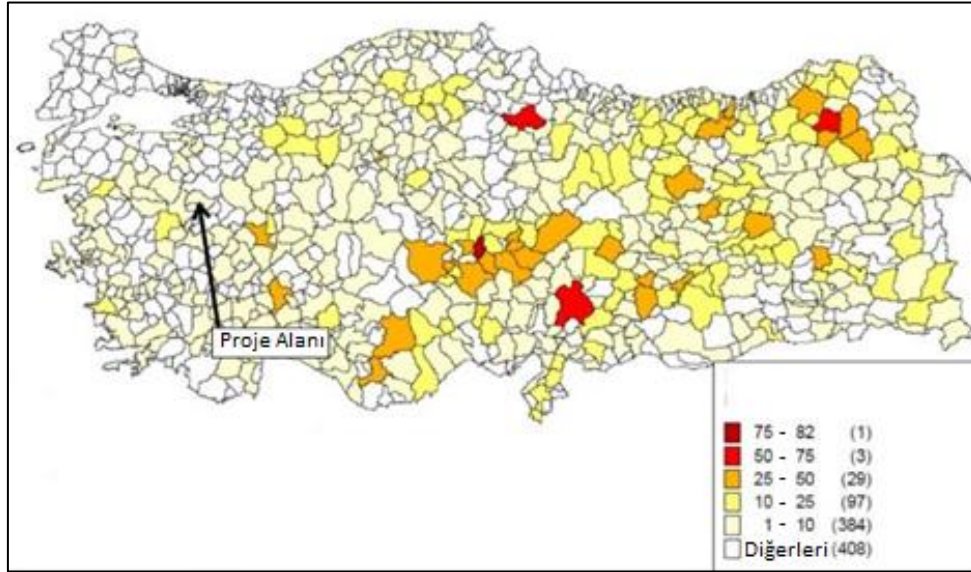 Proje Alanı
75 - 82 (1)
50 - 75 (3)
25 - 50 (29)
10 - 25 (97)
1 - 10 (384)
Diğerleri (408)